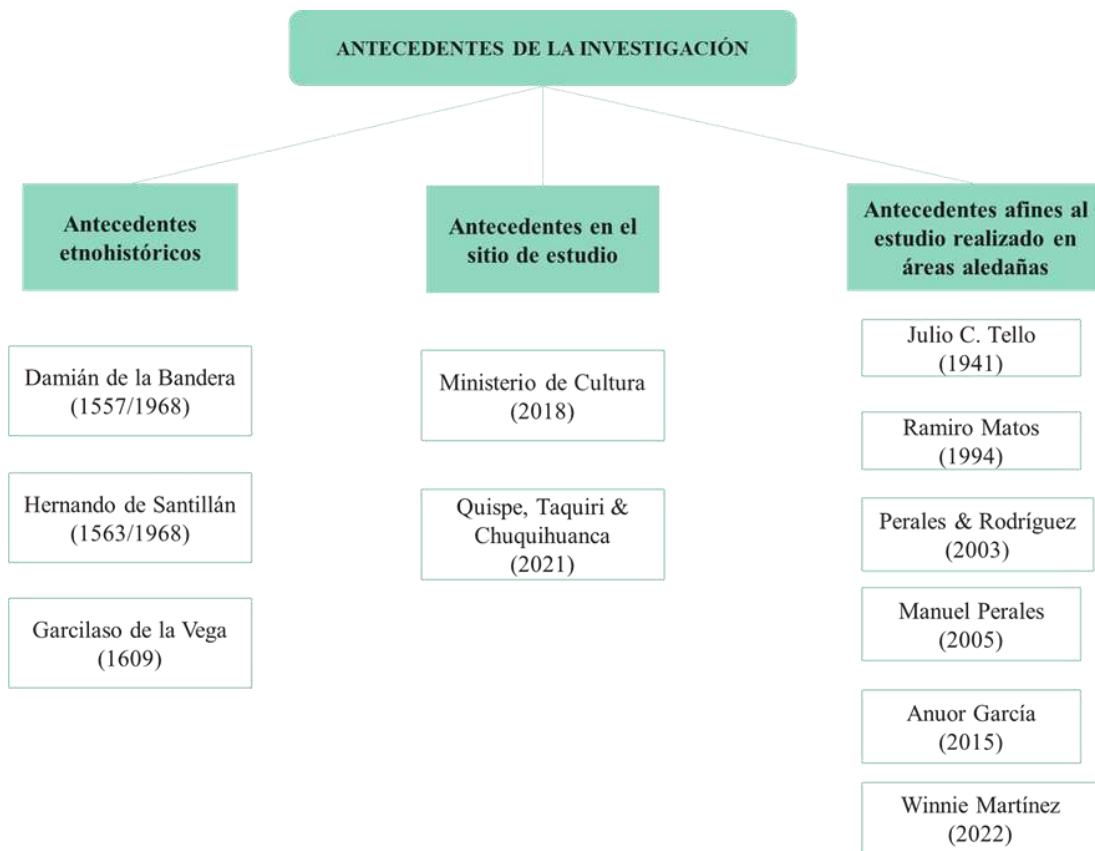 ANTECEDENTES DE LA INVESTIGACIÓN
Antecedentes
etnohistóricos
Damián de la Bandera
(1557/1968)
Hernando de Santillán
(1563/1968)
Garcilaso de la Vega
(1609)
Antecedentes en el
sitio de estudio
Ministerio de Cultura
(2018)
Quispe, Taquiri &
Chuquihuanca
(2021)
Antecedentes afines al
estudio realizado en
áreas aledañas
Julio C. Tello
(1941)
Ramiro Matos
(1994)
Perales & Rodríguez
(2003)
Manuel Perales
(2005)
Anuor García
(2015)
Winnie Martínez
(2022)